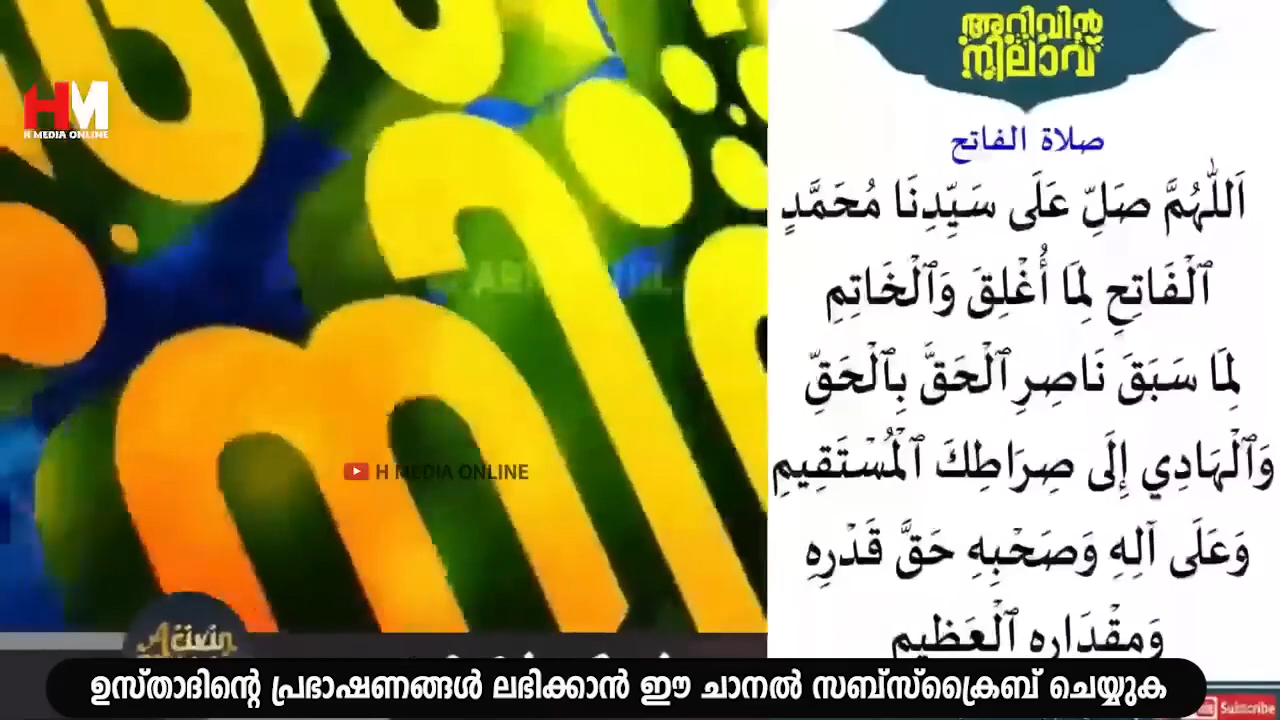 HM
H MEDIA ONLINE
H MEDIA ONLINE
അറിവിൻ
നിലാവ്
صلاة الفاتح
اَللّٰهُمَّ صَلِّ عَلَى سَيِّدِنَا مُحَمَّدٍ
ٱلْفَاتِحِ لِمَا أُغْلِقَ وَٱلْخَاتِمِ
لِمَا سَبَقَ نَاصِرِ ٱلْحَقَّ بِٱلْحَقِّ
وَٱلْهَادِي إِلَى صِرَاطِكَ ٱلْمُسْتَقِيمِ
وَعَلَى آلِهِ وَصَحْبِهِ حَقَّ قَدْرِهِ
وَمِقْدَارِهِ ٱلْعَظِيمِ
ഉസ്താദിന്റെ പ്രഭാഷണങ്ങൾ ലഭിക്കാൻ ഈ ചാനൽ സബ്സ്ക്രൈബ് ചെയ്യുക
Subscribe